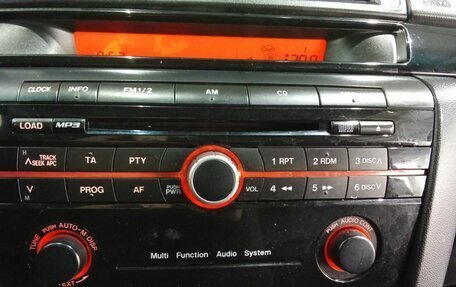 AIRBAG
CLOCK INFO FM1/2 AM CD
LOAD MP3
H TRACK SEEK APC TA PTY 1 RPT 2 RDM 3 DISC∧
∨ M PROG AF PUSH PWR VOL 4 ◀◀ 5 ▶▶ 6 DISC∨
TUNE PUSH AUTO-M DISP
PUSH AUDIO CONT
Multi Function Audio System
TEXT